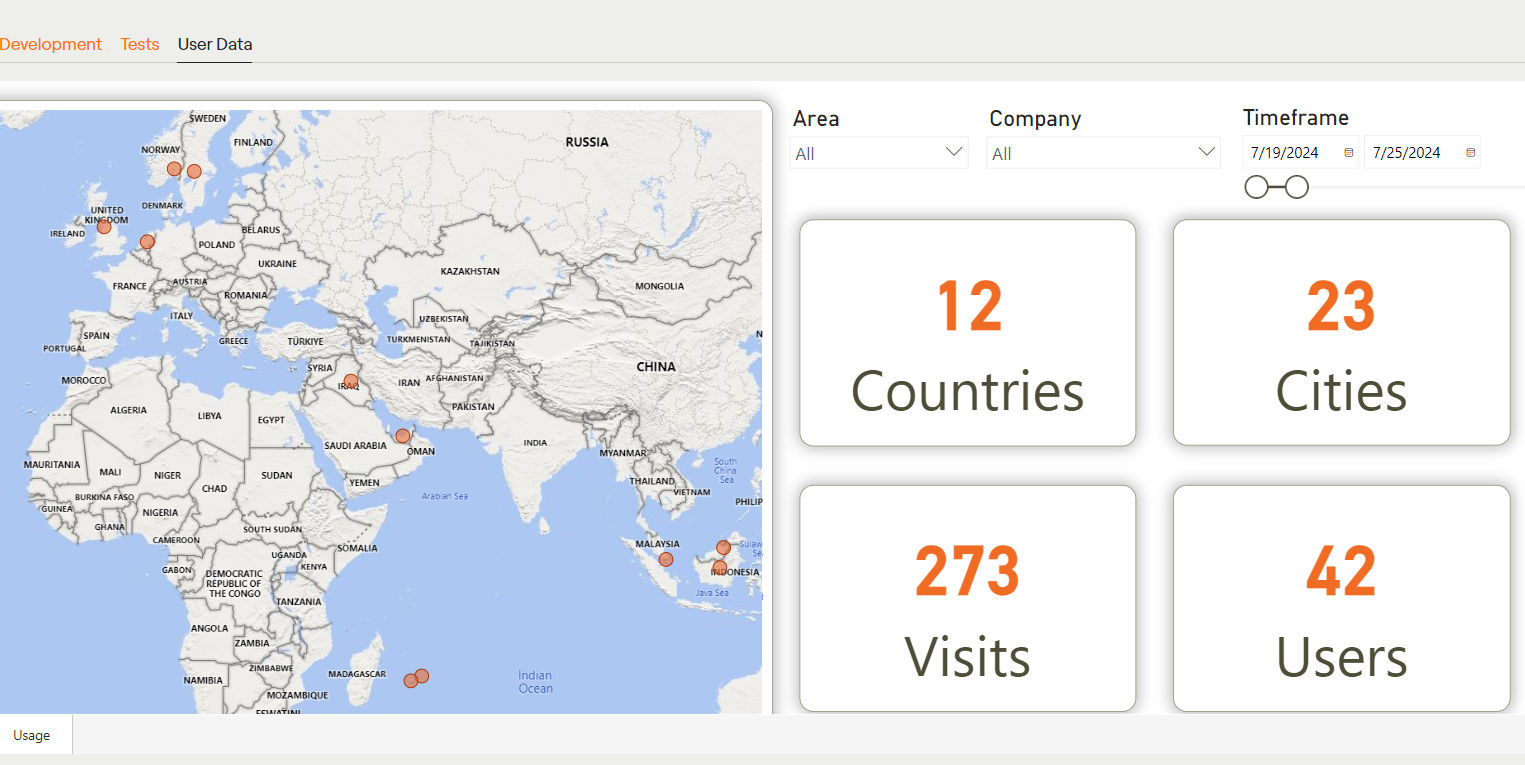 Development Tests User Data
Area
All
Company
All
Timeframe
7/19/2024 7/25/2024
12
Countries
23
Cities
273
Visits
42
Users
SWEDEN
FINLAND
NORWAY
RUSSIA
DENMARK
UNITED
KINGDOM
IRELAND
BELARUS
POLAND
UKRAINE
KAZAKHSTAN
MONGOLIA
FRANCE
AUSTRIA
ROMANIA
ITALY
UZBEKISTAN
SPAIN
GREECE
TÜRKIYE
TURKMENISTAN
TAJIKISTAN
PORTUGAL
SYRIA
CHINA
MOROCCO
IRAQ
IRAN
AFGHANISTAN
ALGERIA
LIBYA
EGYPT
PAKISTAN
SAUDI ARABIA
OMAN
INDIA
MYANMAR
MAURITANIA
MALI
NIGER
SUDAN
YEMEN
THAILAND
South
China
Sea
CHAD
BURKINA FASO
Arabian Sea
VIETNAM
PHILIP
GUINEA
NIGERIA
GHANA
SOUTH SUDAN
CAMEROON
SOMALIA
MALAYSIA
Sulaw
Se
UGANDA
KENYA
GABON
DEMOCRATIC
REPUBLIC OF
THE CONGO
INDONESIA
Java Sea
TANZANIA
ANGOLA
ZAMBIA
ZIMBABWE
MADAGASCAR
NAMIBIA
MOZAMBIQUE
Indian
Ocean
ESWATINI
N
Usage